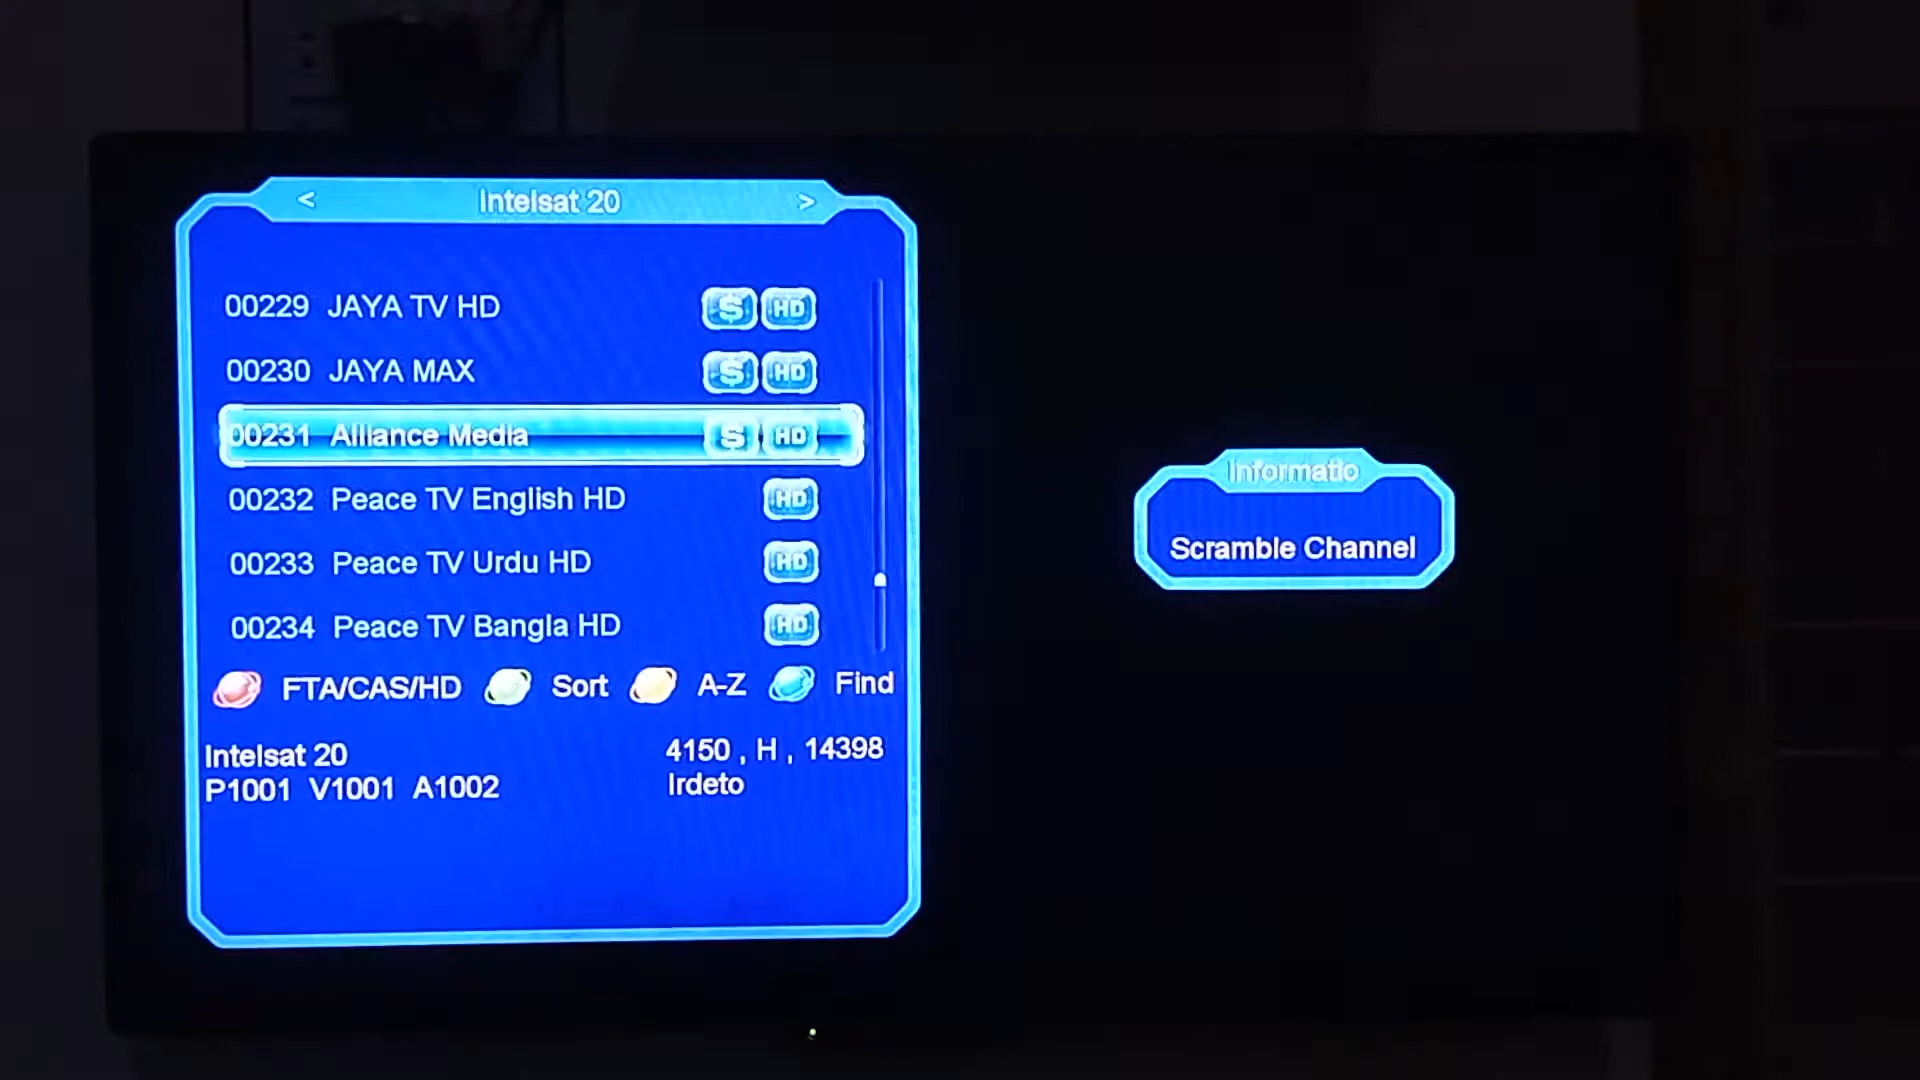 < Intelsat 20 >
00229 JAYA TV HD $ HD
00230 JAYA MAX $ HD
00231 Alliance Media $ HD
00232 Peace TV English HD HD
00233 Peace TV Urdu HD HD
00234 Peace TV Bangla HD HD
FTA/CAS/HD Sort A-Z Find
Intelsat 20 4150 , H , 14398
P1001 V1001 A1002 Irdeto
Informatio
Scramble Channel